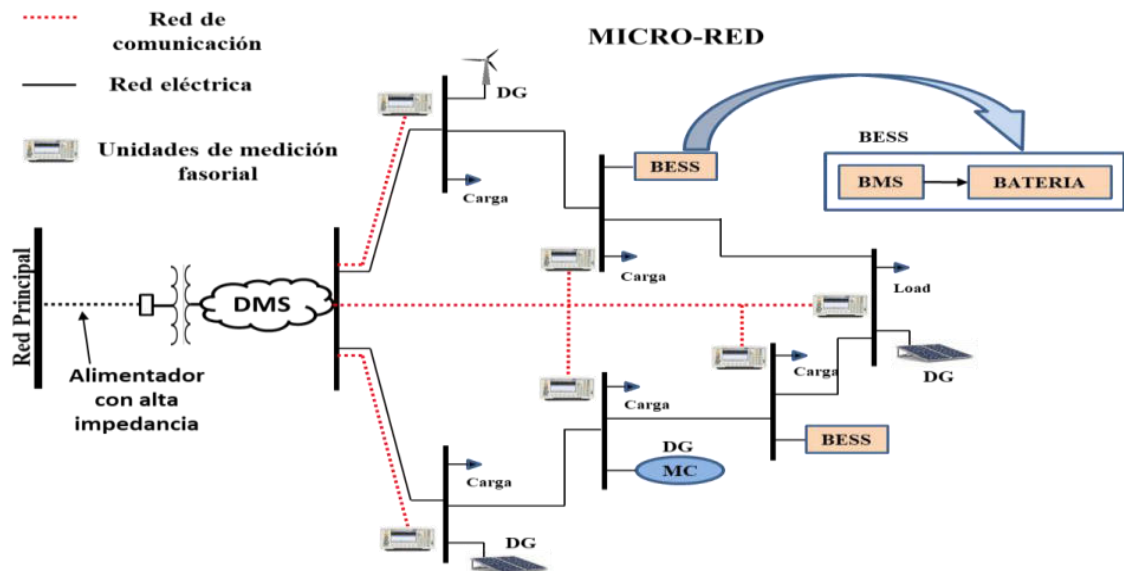 Red de
comunicación
Red eléctrica
Unidades de medición
fasorial
MICRO-RED
DG
Carga
BESS
BESS
BMS
BATERIA
Carga
Load
DG
Red Principal
DMS
Alimentador
con alta
impedancia
Carga
Carga
BESS
DG
MC
Carga
DG